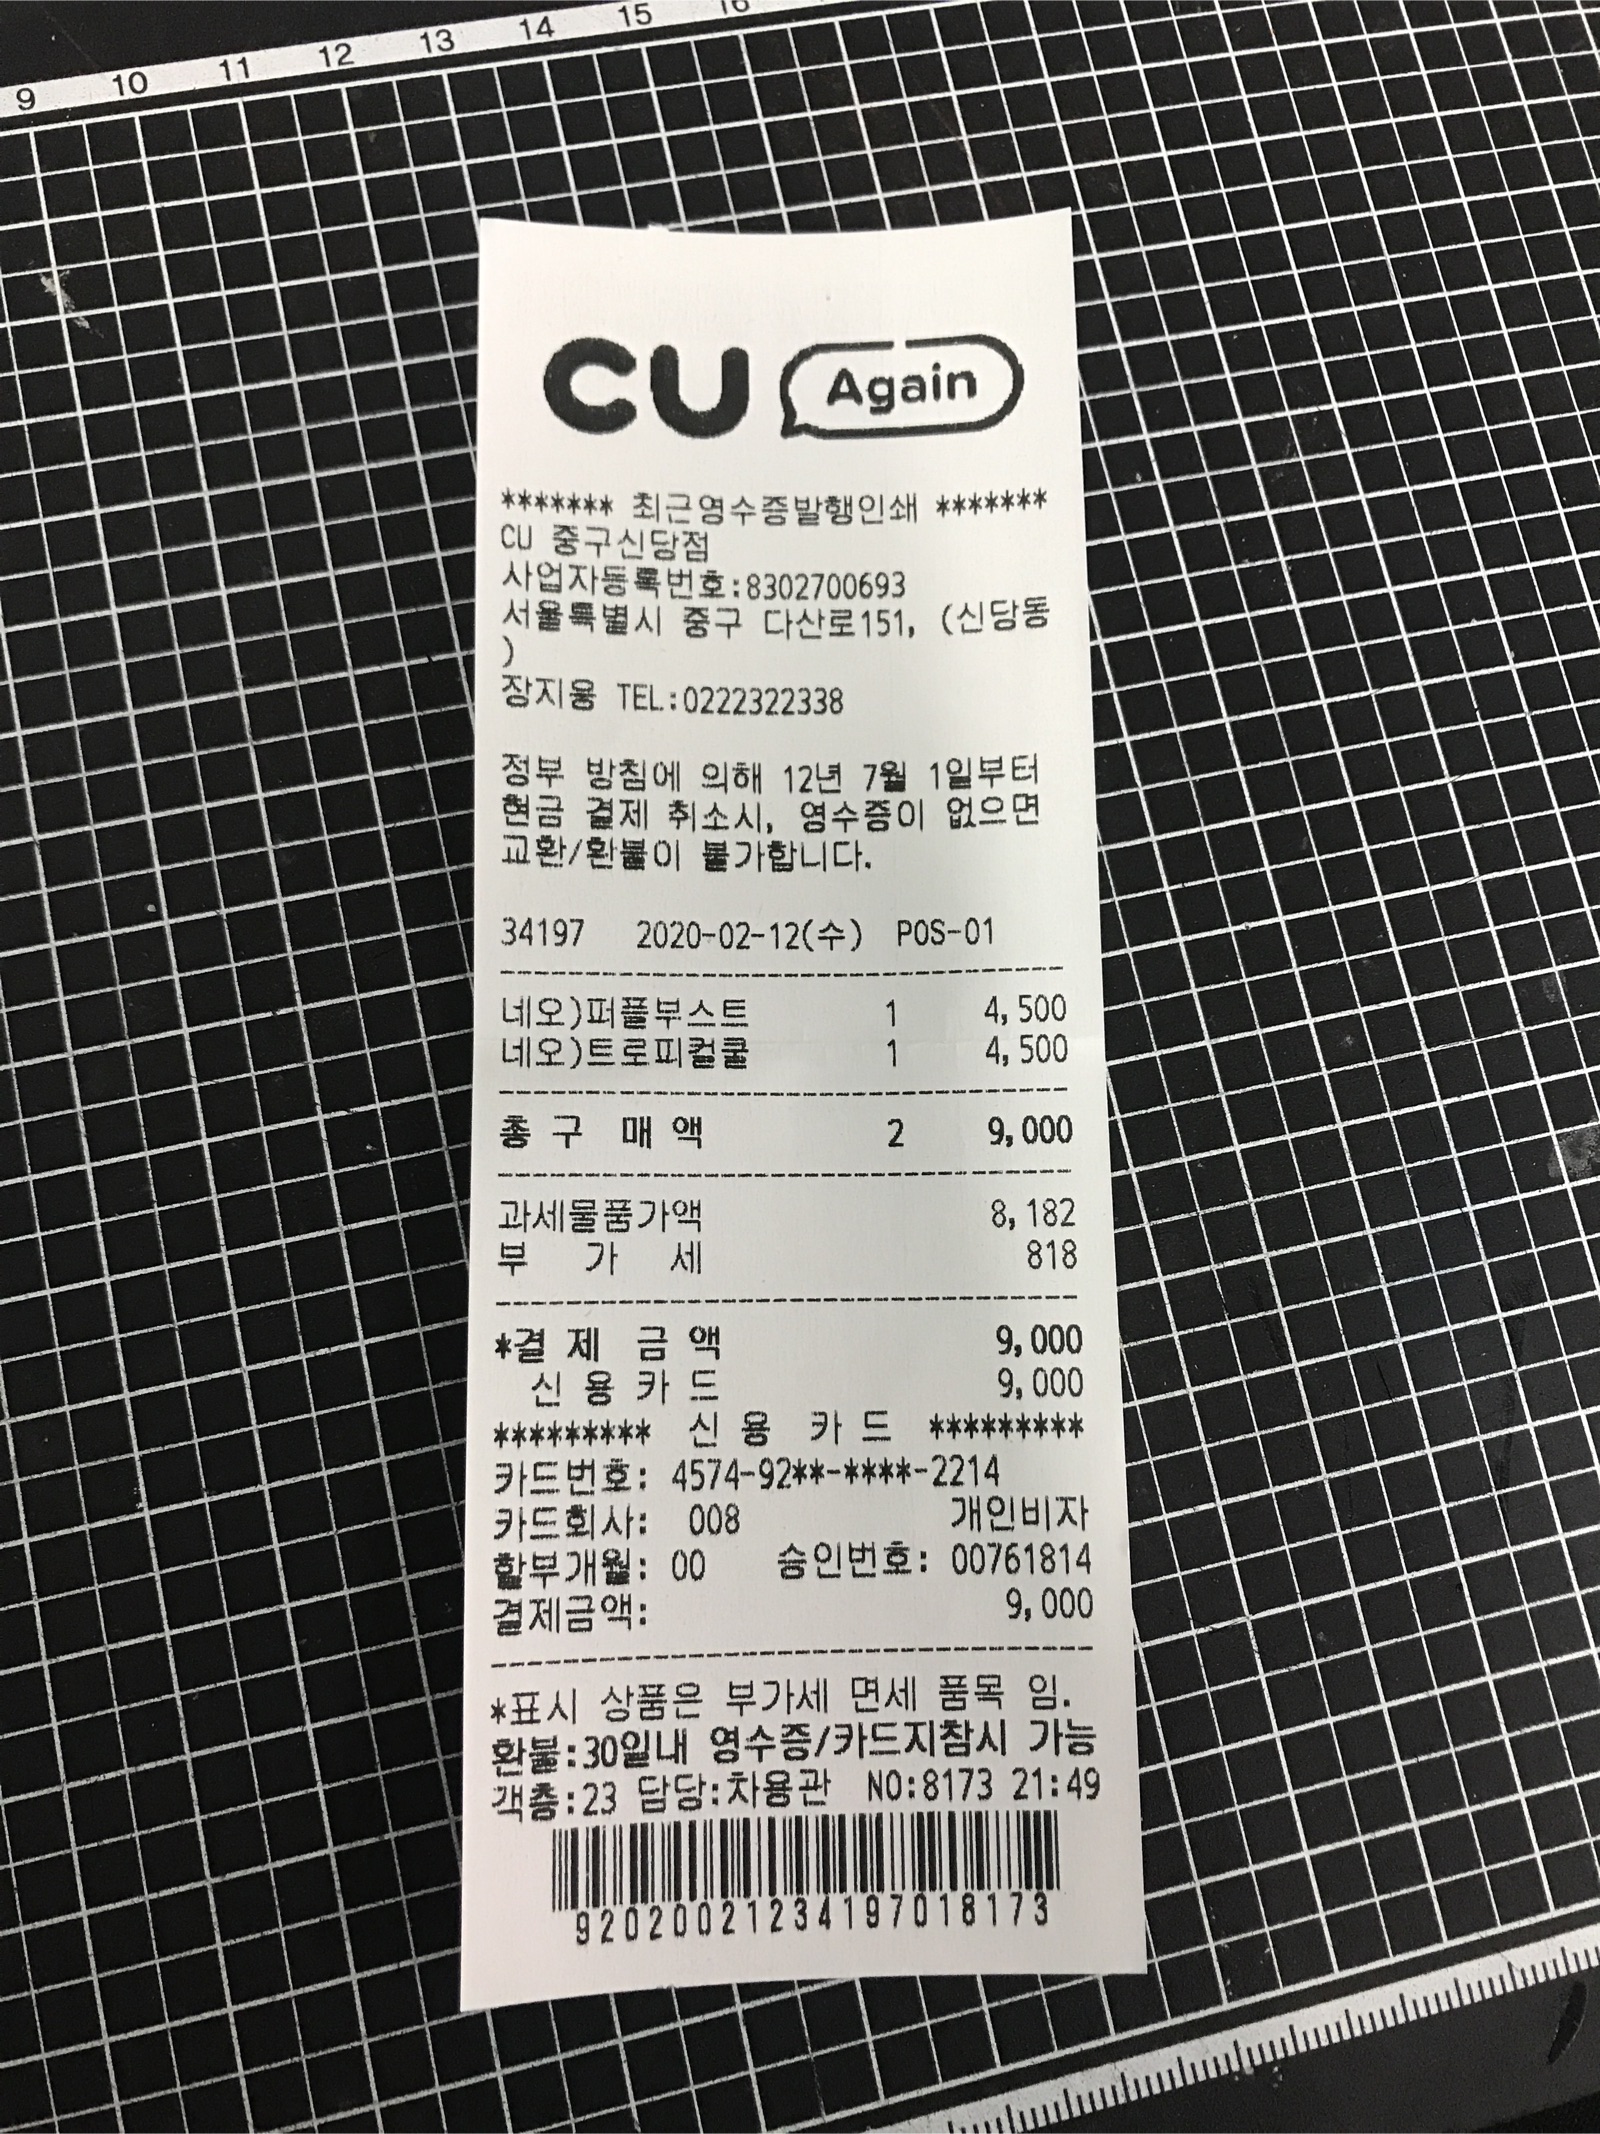 9 10 11 12 13 14 15 16
CU Again
******* 최근영수증발행인쇄 *******
CU 중구신당점
사업자등록번호:8302700693
서울특별시 중구 다산로151, (신당동
)
장지웅 TEL:0222322338
정부 방침에 의해 12년 7월 1일부터
현금 결제 취소시, 영수증이 없으면
교환/환불이 불가합니다.
34197 2020-02-12(수) POS-01
네오)퍼플부스트 1 4,500
네오)트로피컬쿨 1 4,500
총 구 매 액 2 9,000
과세물품가액 8,182
부 가 세 818
*결 제 금 액 9,000
신 용 카 드 9,000
********* 신 용 카 드 *********
카드번호: 4574-92**-****-2214
카드회사: 008 개인비자
할부개월: 00 승인번호: 00761814
결제금액: 9,000
*표시 상품은 부가세 면세 품목 임.
환불:30일내 영수증/카드지참시 가능
객층:23 담당:차용관 NO:8173 21:49
92020021234197018173